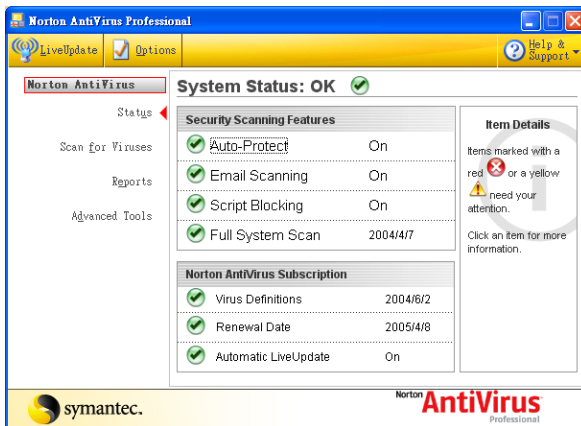 Norton AntiVirus Professional
LiveUpdate
Options
Help & Support
Norton AntiVirus
Status
Scan for Viruses
Reports
Advanced Tools
System Status: OK
Security Scanning Features
Auto-Protect On
Email Scanning On
Script Blocking On
Full System Scan 2004/4/7
Norton AntiVirus Subscription
Virus Definitions 2004/6/2
Renewal Date 2005/4/8
Automatic LiveUpdate On
Item Details
Items marked with a
red or a yellow
need your
attention.
Click an item for more
information.
symantec.
Norton AntiVirus
Professional